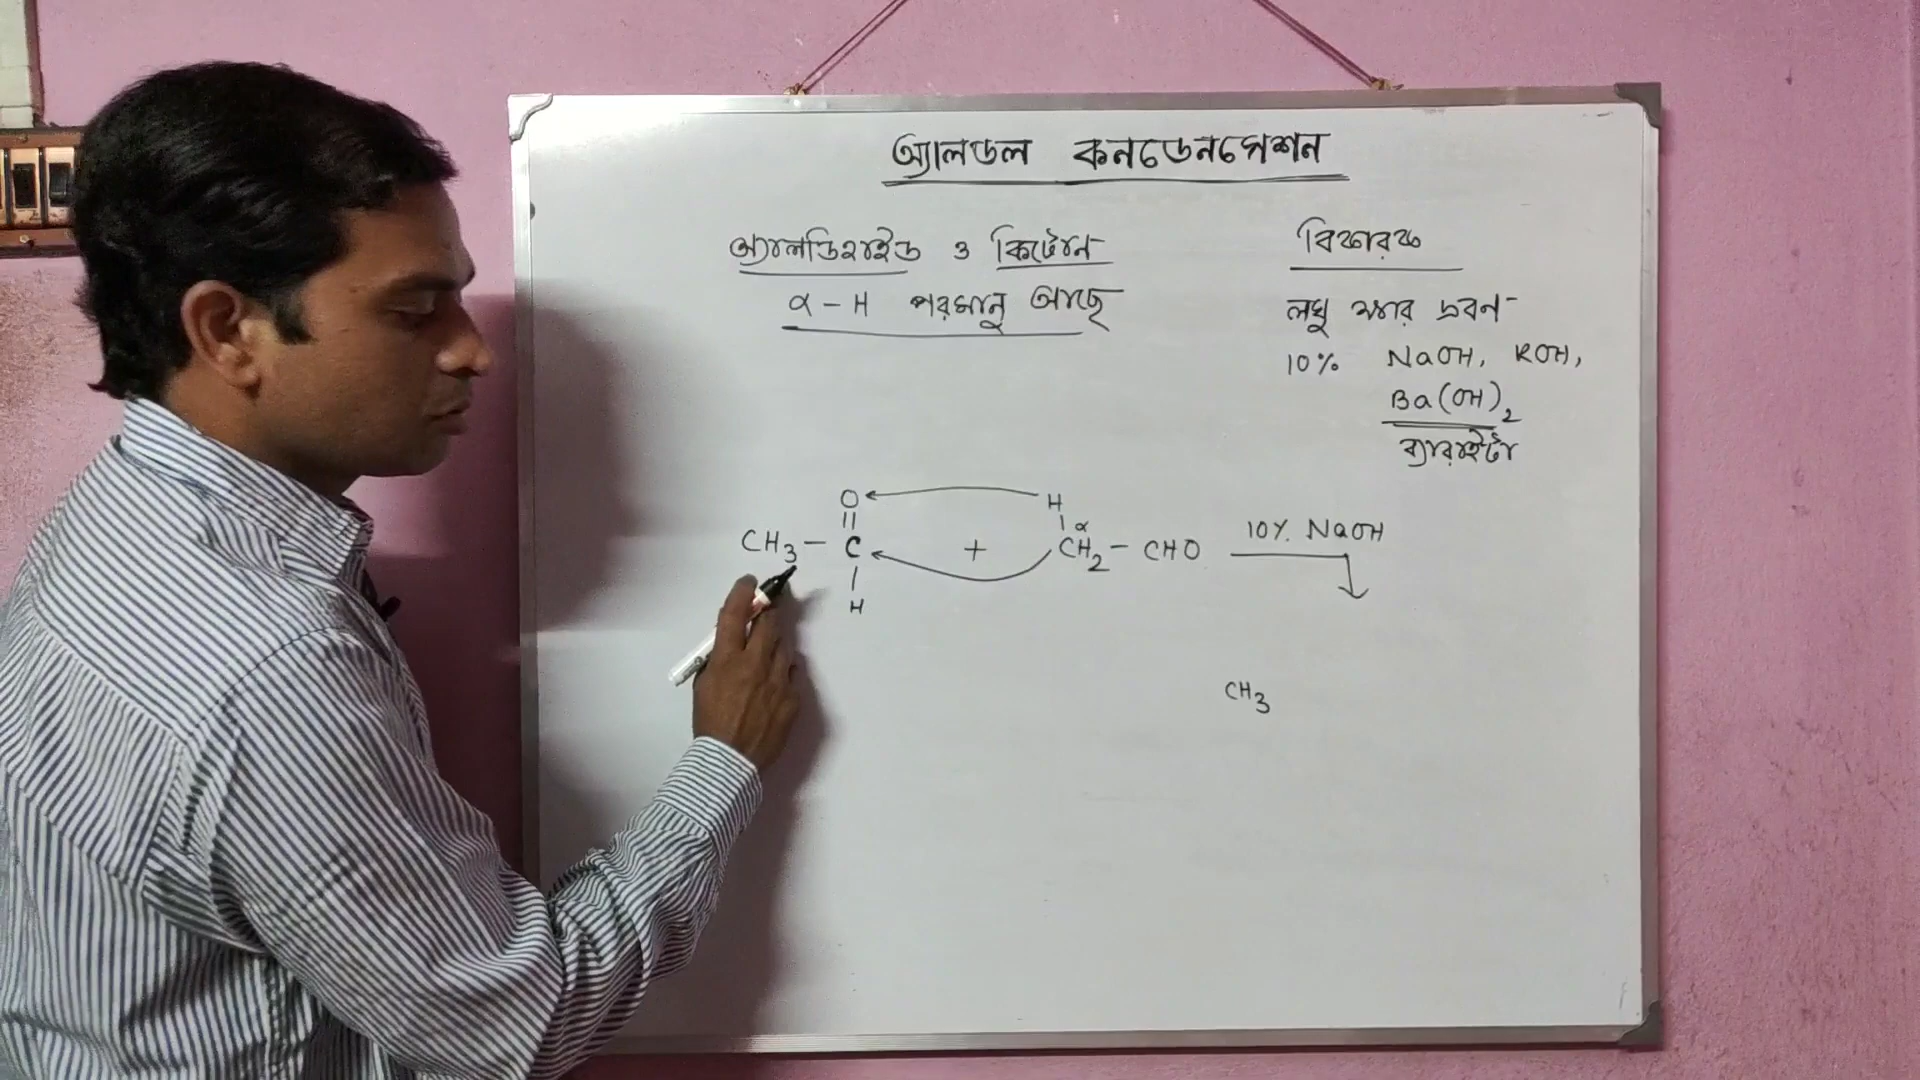 অ্যালডল কনডেনসেশন
অ্যালডিহাইড ও কিটোন
α - H পরমানু আছে
বিকারক
লঘু ক্ষার দ্রবন
10% NaOH, KOH,
Ba(OH)2
ব্যারাইটা
O H
|| | α
CH3 - C + CH2 - CHO 10% NaOH
|
H
CH3